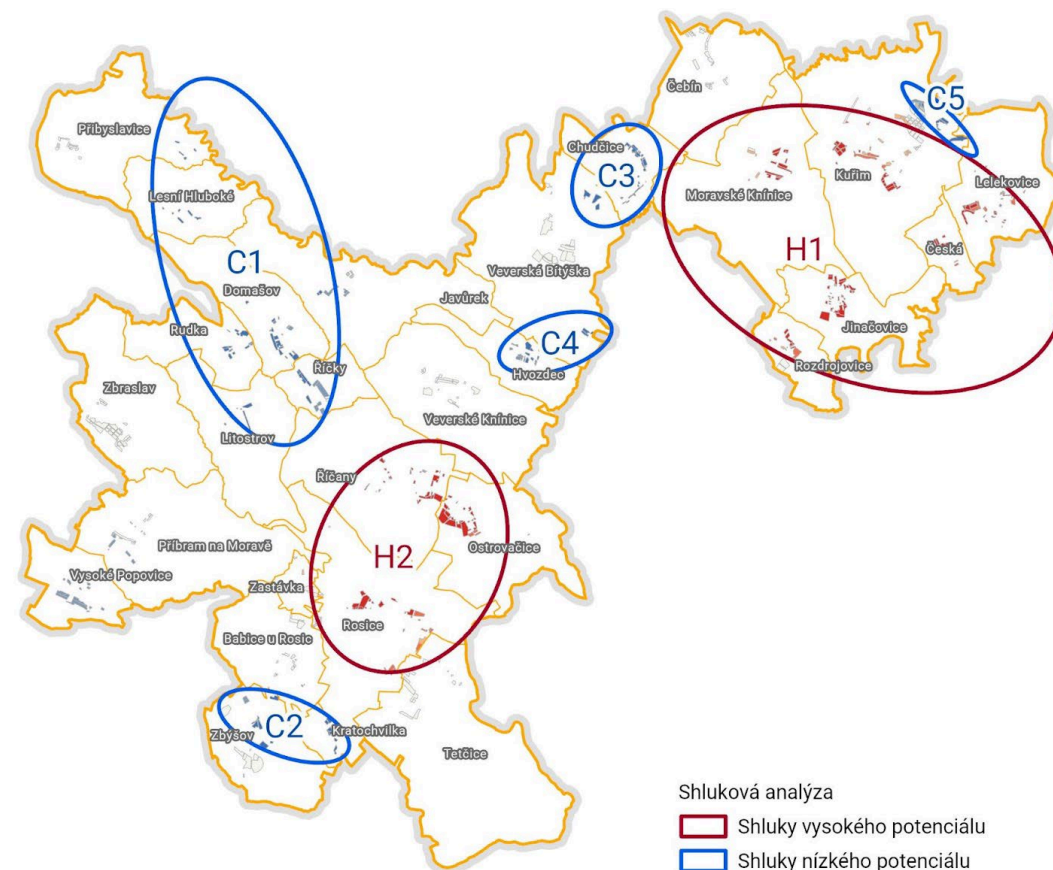 Čebín
C5
Přibyslavice
Chudčice
C3
Kuřim
Lelekovice
Lesní Hluboké
Moravské Knínice
Česká
H1
C1
Veverská Bítýška
Domašov
Javůrek
Rudka
Jinačovice
C4
Říčky
Hvozdec
Rozdrojovice
Zbraslav
Veverské Knínice
Litostrov
Říčany
Příbram na Moravě
H2
Ostrovačice
Vysoké Popovice
Zastávka
Rosice
Babice u Rosic
C2
Zbýšov
Kratochvilka
Tetčice
Shluková analýza
Shluky vysokého potenciálu
Shluky nízkého potenciálu